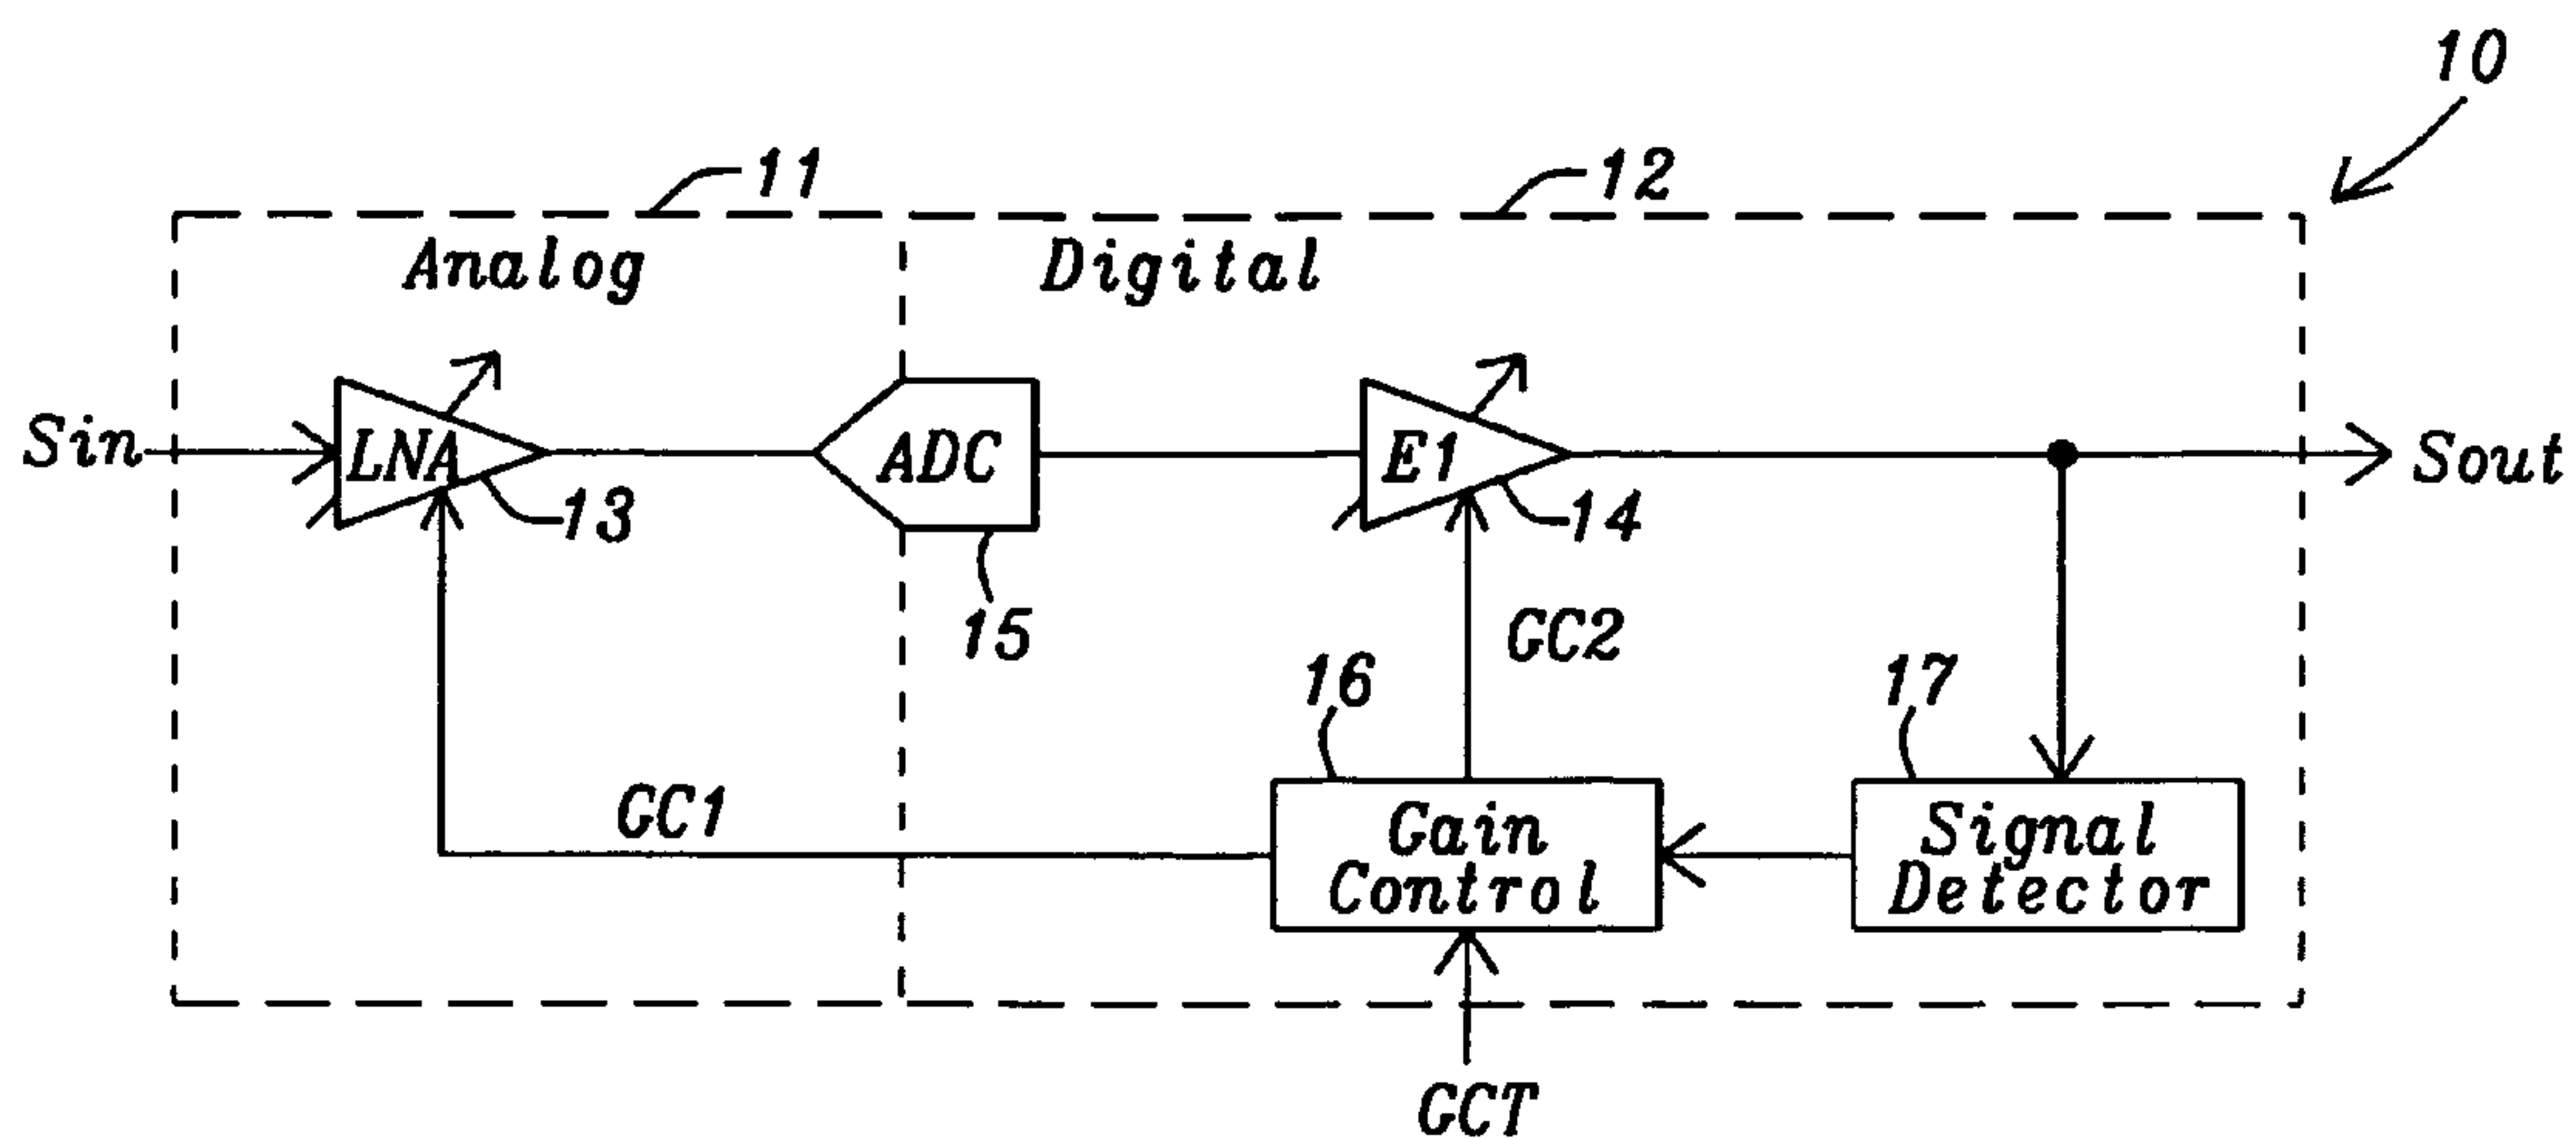 10
11
12
Analog
Digital
Sin
LNA
13
ADC
15
E1
14
Sout
GC2
16
17
GC1
Gain
Control
Signal
Detector
GCT